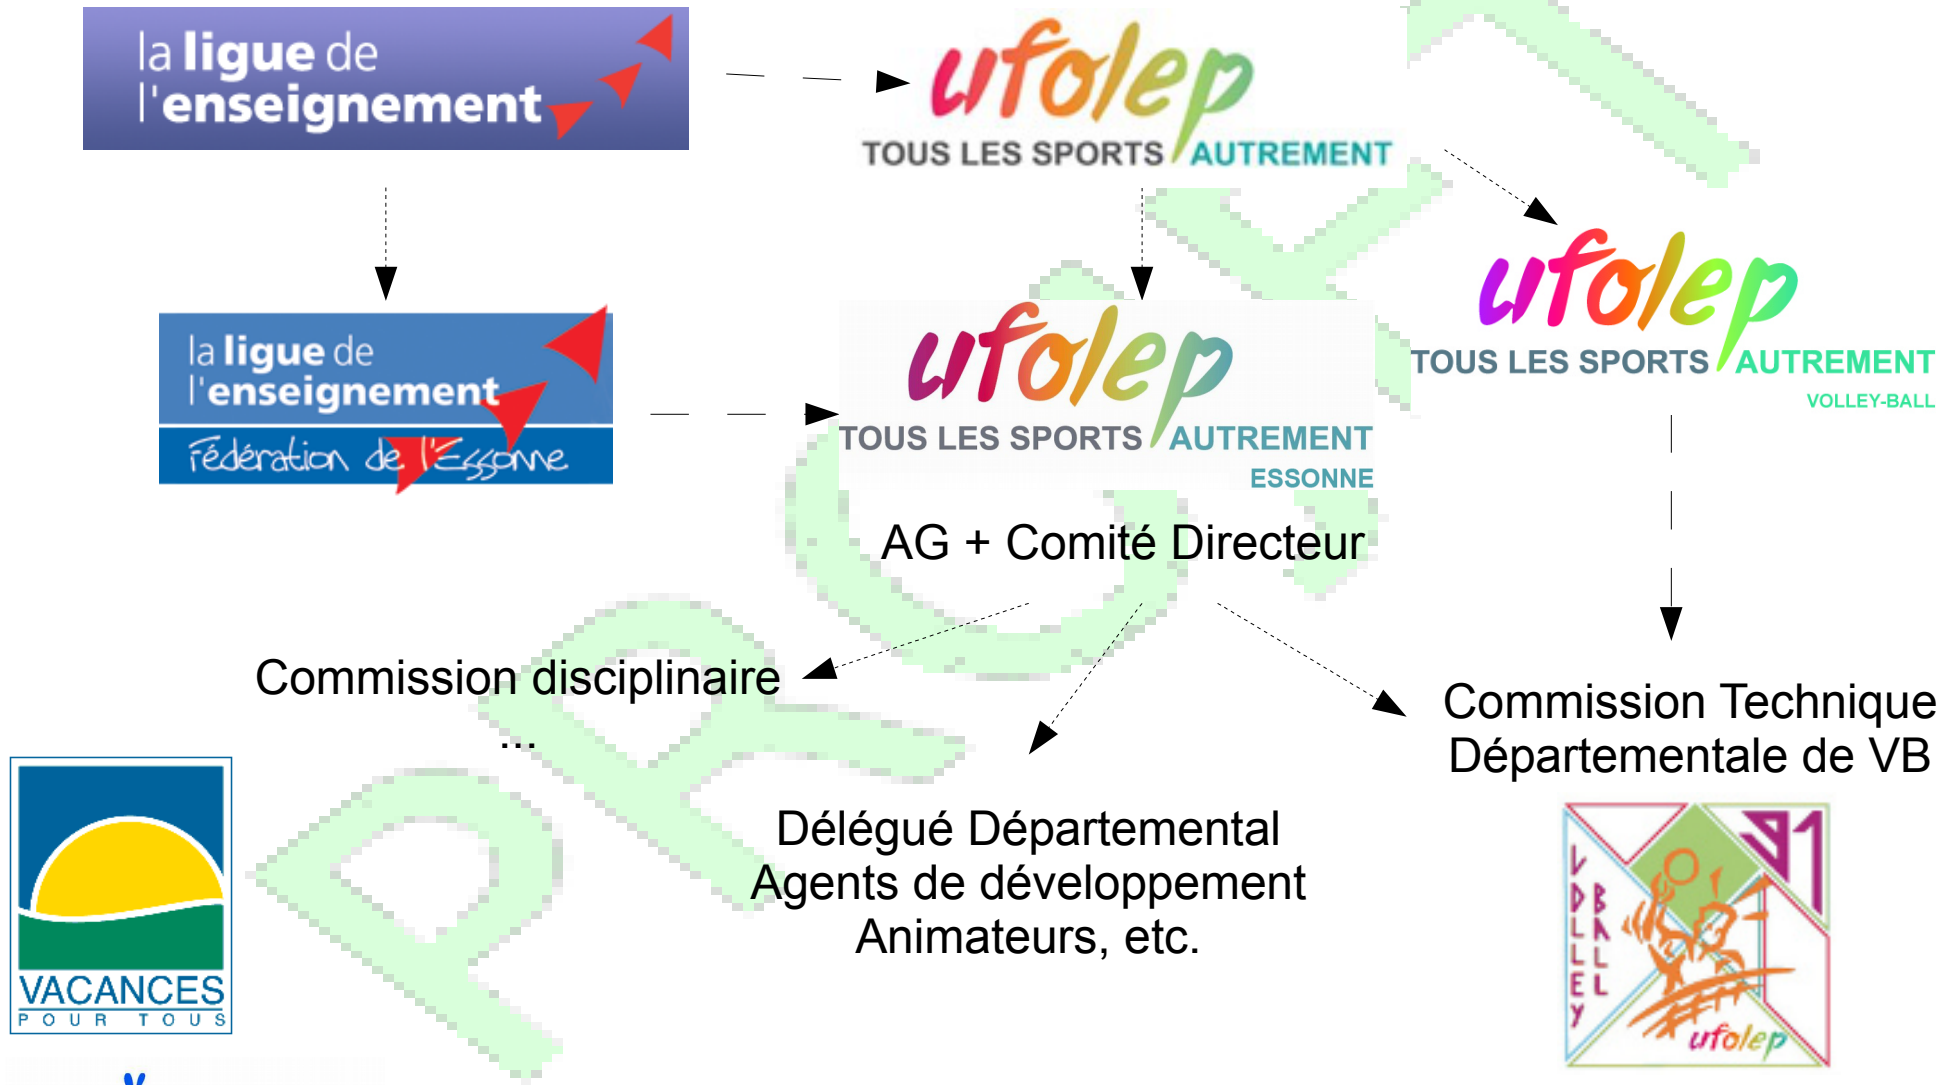 la ligue de
l'enseignement
ufolep
TOUS LES SPORTS AUTREMENT
la ligue de
l'enseignement
Fédération de l'Essonne
ufolep
TOUS LES SPORTS AUTREMENT
ESSONNE
ufolep
TOUS LES SPORTS AUTREMENT
VOLLEY-BALL
AG + Comité Directeur
Commission disciplinaire
...
Délégué Départemental
Agents de développement
Animateurs, etc.
Commission Technique
Départementale de VB
VACANCES
POUR TOUS
91
VOLLEY
BALL
ufolep
PROJET